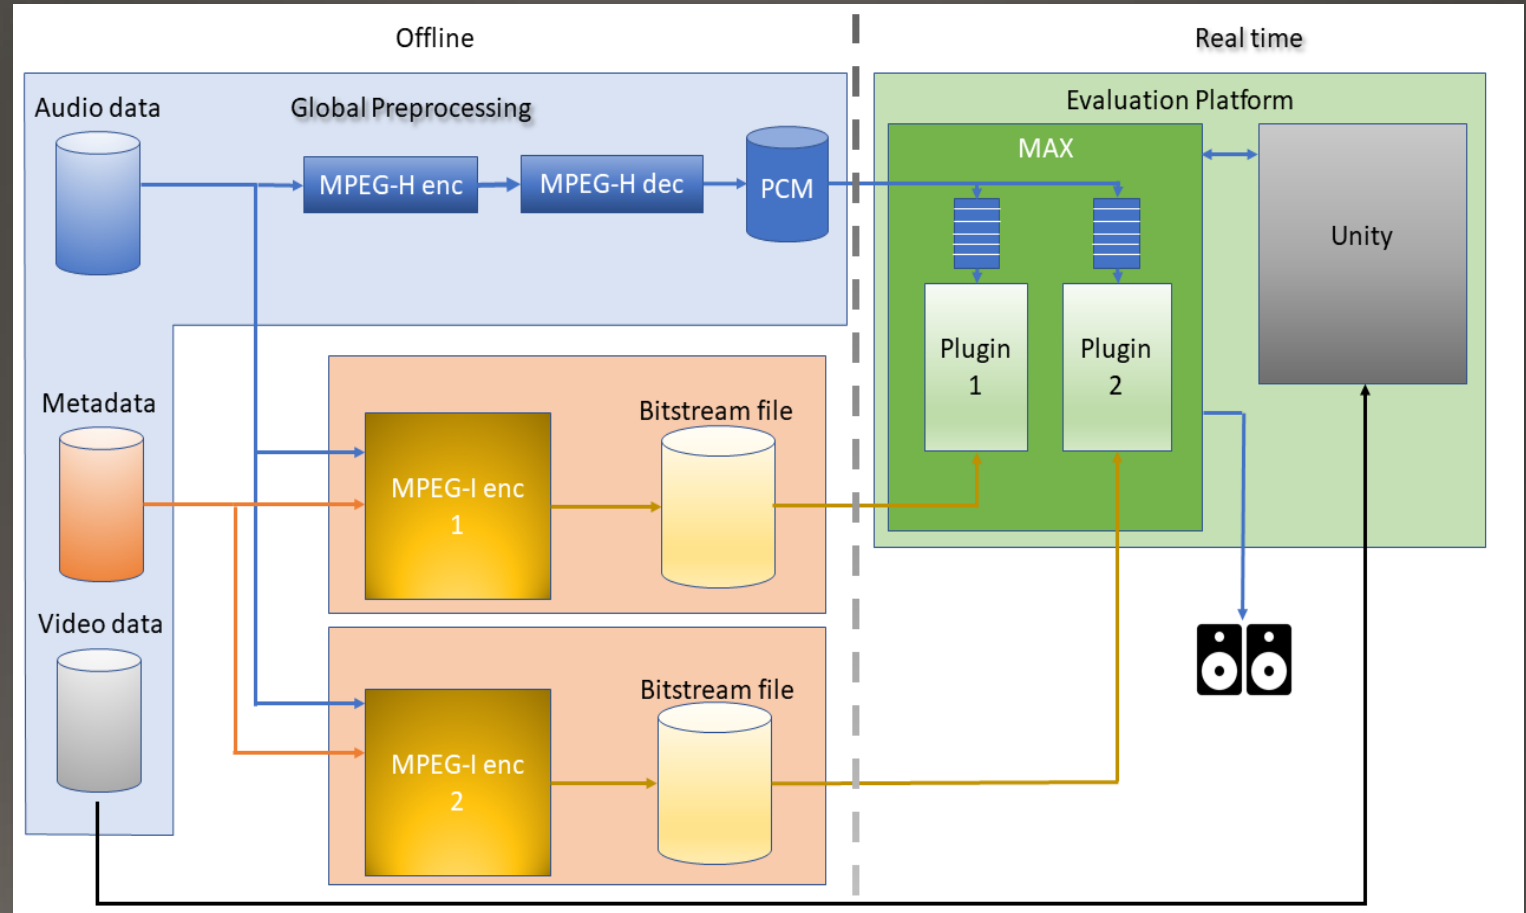 Offline
Real time
Audio data
Global Preprocessing
Evaluation Platform
MAX
MPEG-H enc
MPEG-H dec
PCM
Unity
Plugin
1
Plugin
2
Metadata
Bitstream file
MPEG-I enc
1
Video data
Bitstream file
MPEG-I enc
2